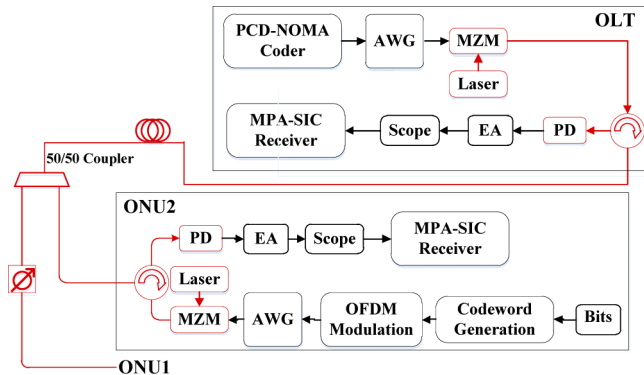 OLT
PCD-NOMA
Coder
AWG
MZM
Laser
MPA-SIC
Receiver
Scope
EA
PD
50/50 Coupler
ONU2
PD
EA
Scope
MPA-SIC
Receiver
Laser
MZM
AWG
OFDM
Modulation
Codeword
Generation
Bits
ONU1